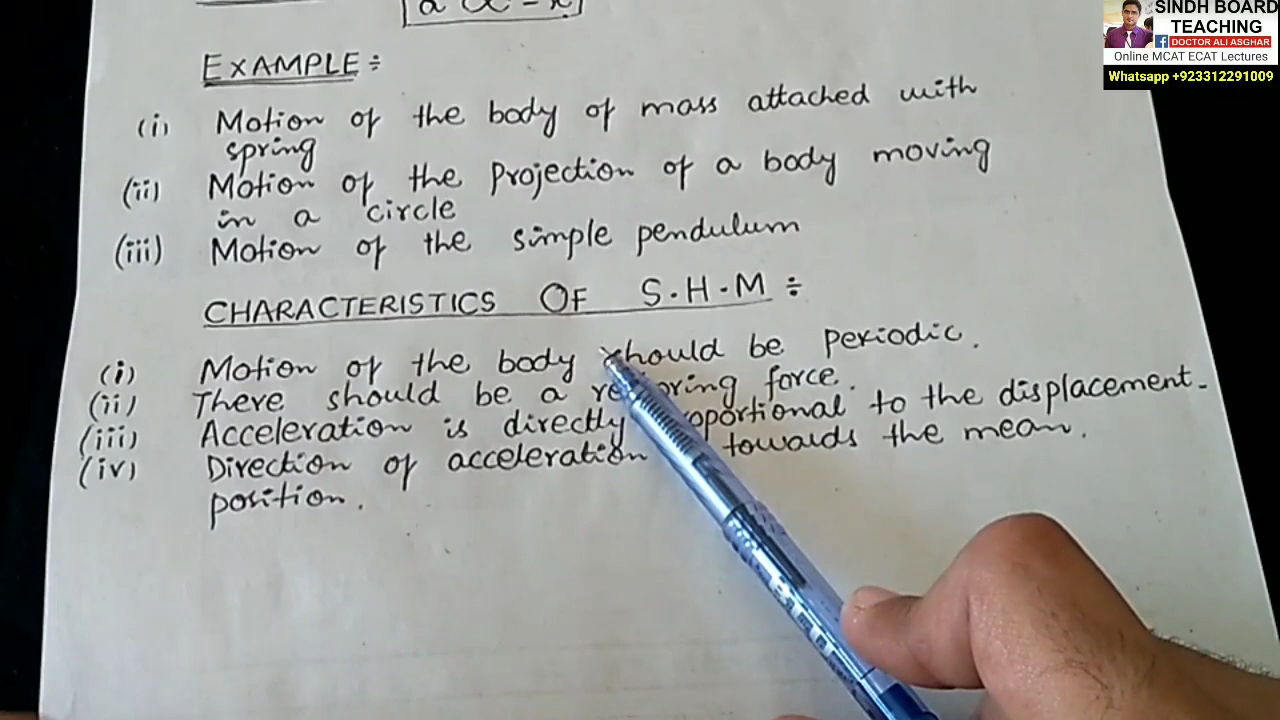 a ∝ -x
EXAMPLE÷
(i) Motion of the body of mass attached with
spring
(ii) Motion of the projection of a body moving
in a circle
(iii) Motion of the simple pendulum
CHARACTERISTICS OF S.H.M÷
(i) Motion of the body should be periodic.
(ii) There should be a restoring force.
(iii) Acceleration is directly proportional to the displacement.
(iv) Direction of acceleration towards the mean.
position.
SINDH BOARD
TEACHING
DOCTOR ALI ASGHAR
Online MCAT ECAT Lectures
Whatsapp +923312291009